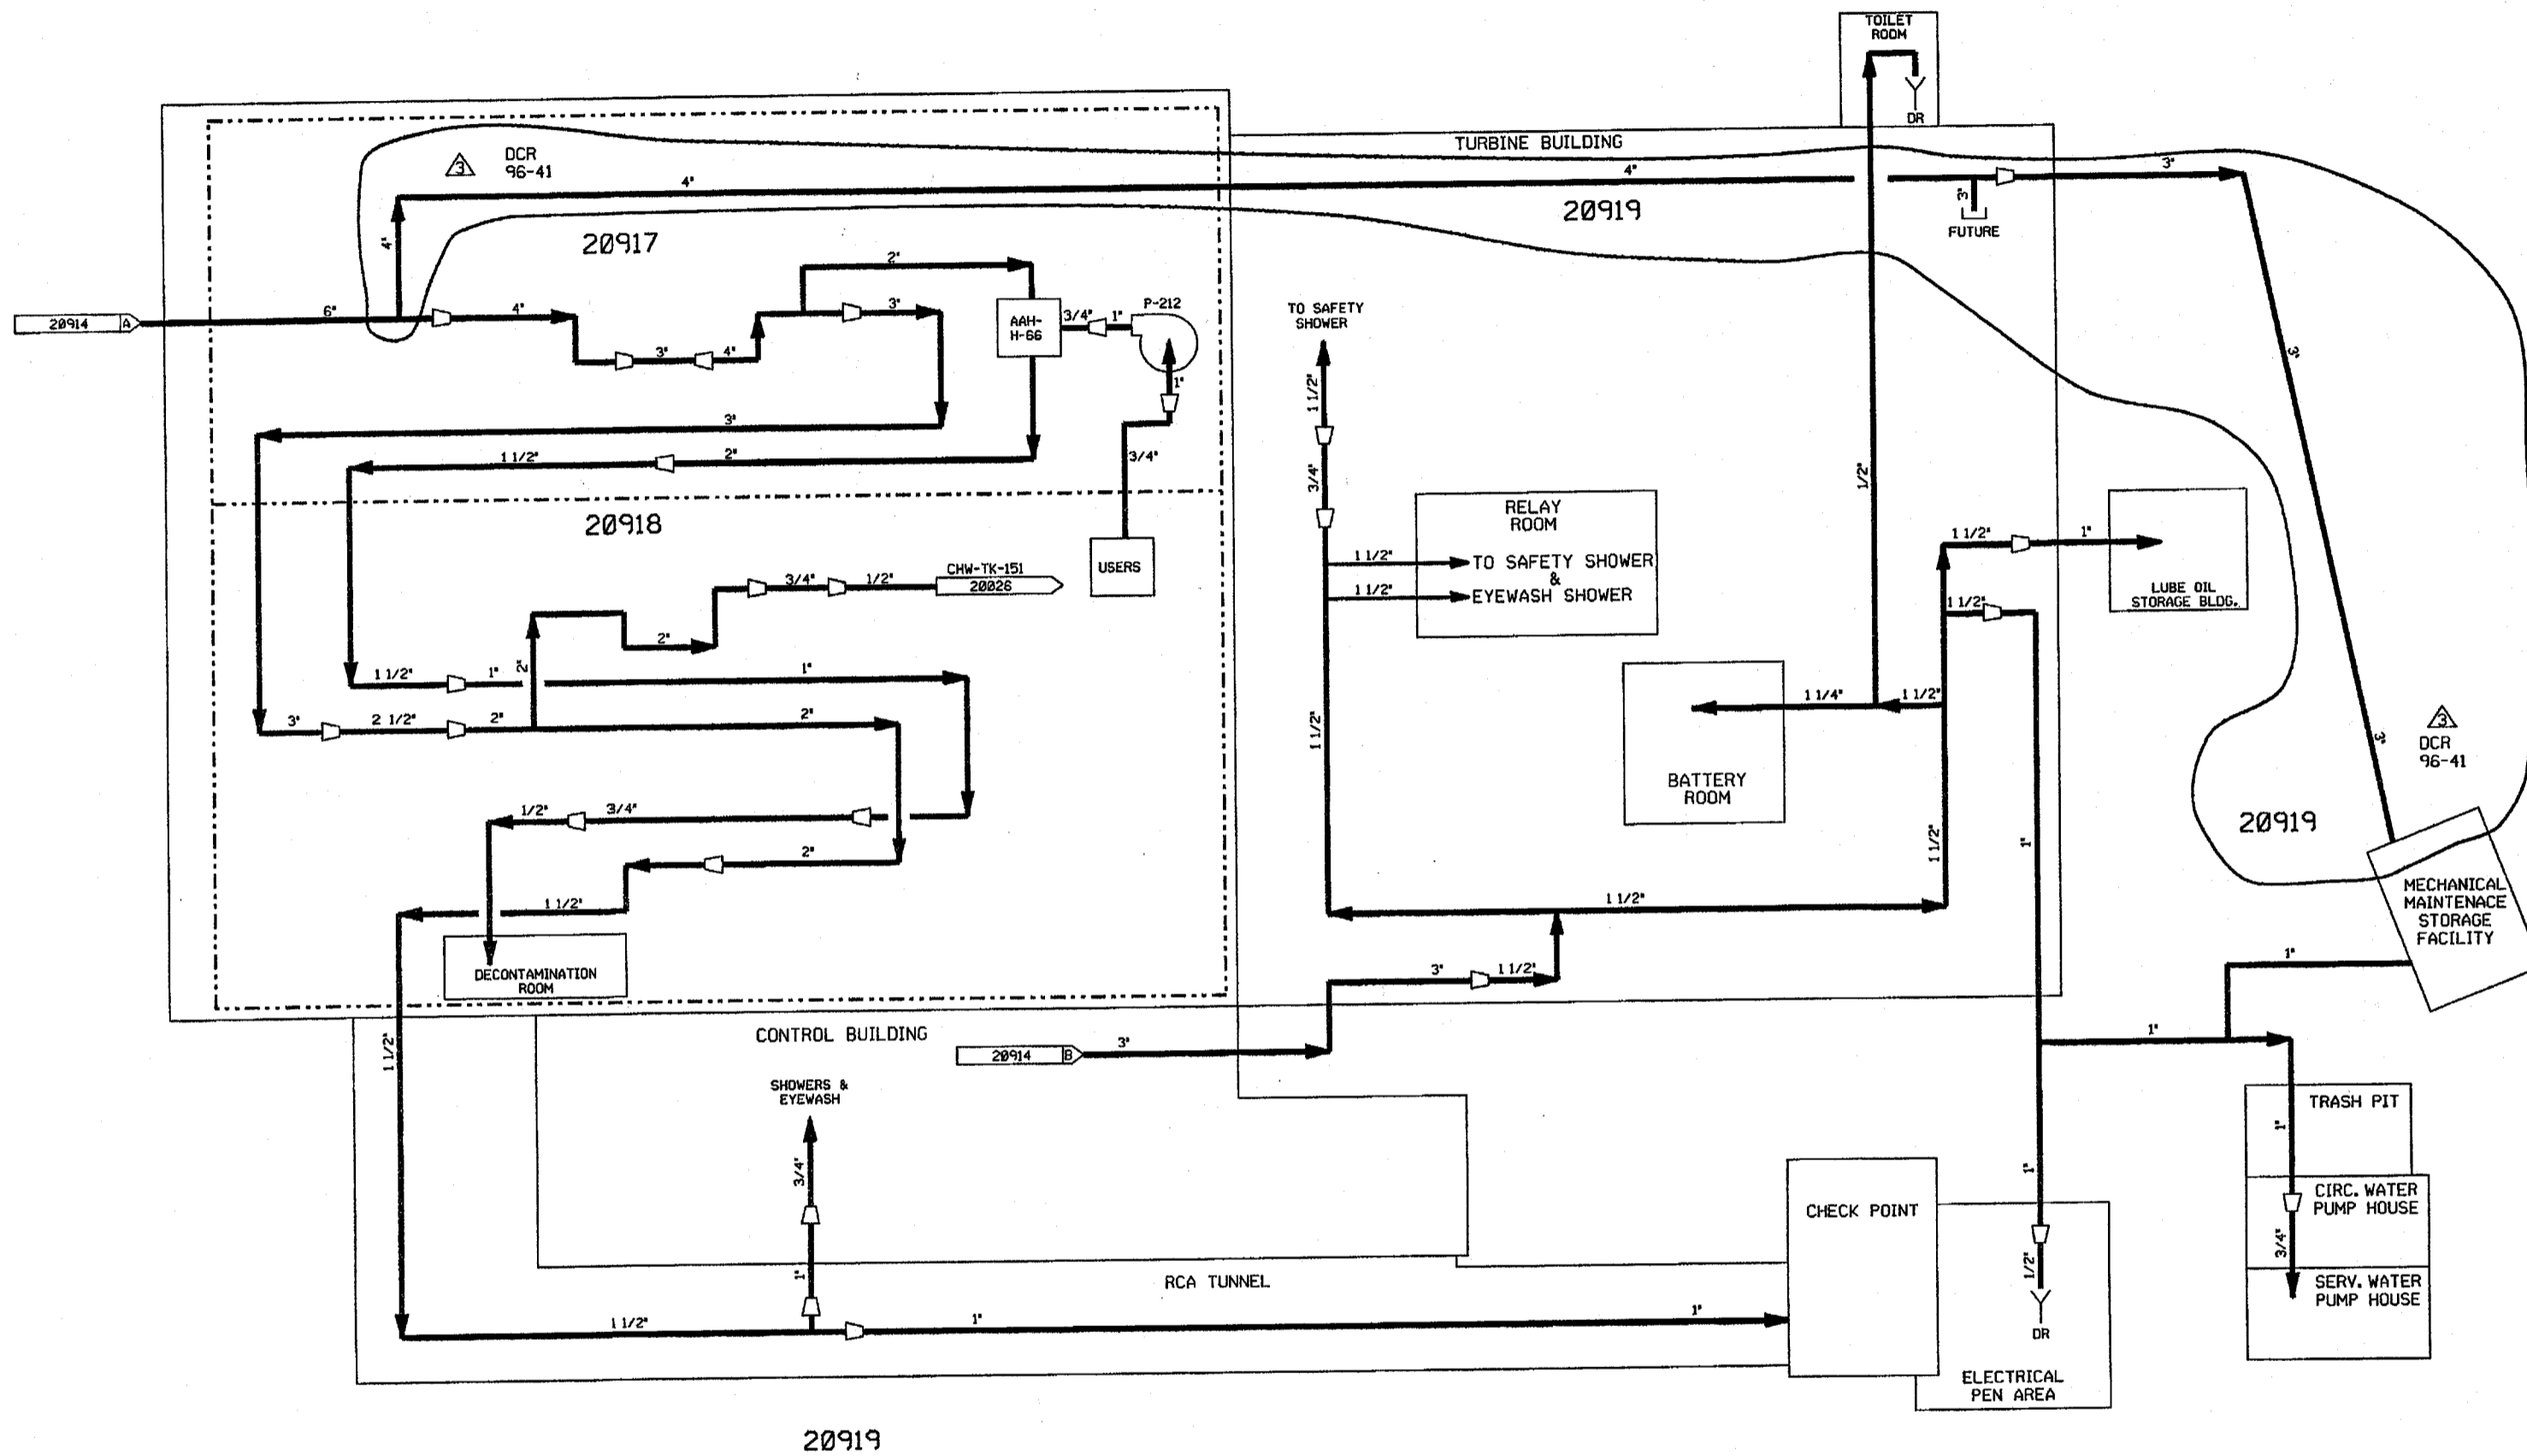 TOILET
ROOM
DR
TURBINE BUILDING
3
DCR
96-41
4"
4"
3"
4"
20917
20919
3"
FUTURE
20914
A
6"
4"
3"
4"
2"
3"
AAH-
H-66
3/4"
1"
P-212
1"
TO SAFETY
SHOWER
1 1/2"
3/4"
3"
3"
1 1/2"
2"
3/4"
1/2"
20918
USERS
CHW-TK-151
20026
3/4"
1/2"
2"
2"
RELAY
ROOM
1 1/2"
TO SAFETY SHOWER
&
1 1/2"
EYEWASH SHOWER
1 1/2"
1"
LUBE OIL
STORAGE BLDG.
1 1/2"
1 1/2"
1"
1"
3"
2 1/2"
2"
2"
1 1/2"
1 1/4"
1 1/2"
BATTERY
ROOM
3"
3
DCR
96-41
20919
1/2"
3/4"
2"
1 1/2"
1"
1 1/2"
1 1/2"
MECHANICAL
MAINTENACE
STORAGE
FACILITY
DECONTAMINATION
ROOM
3"
1 1/2"
1"
CONTROL BUILDING
20914
B
3"
1"
1 1/2"
SHOWERS &
EYEWASH
3/4"
1"
TRASH PIT
1"
1"
CIRC. WATER
PUMP HOUSE
3/4"
SERV. WATER
PUMP HOUSE
CHECK POINT
1/2"
DR
RCA TUNNEL
1 1/2"
1"
1"
ELECTRICAL
PEN AREA
20919